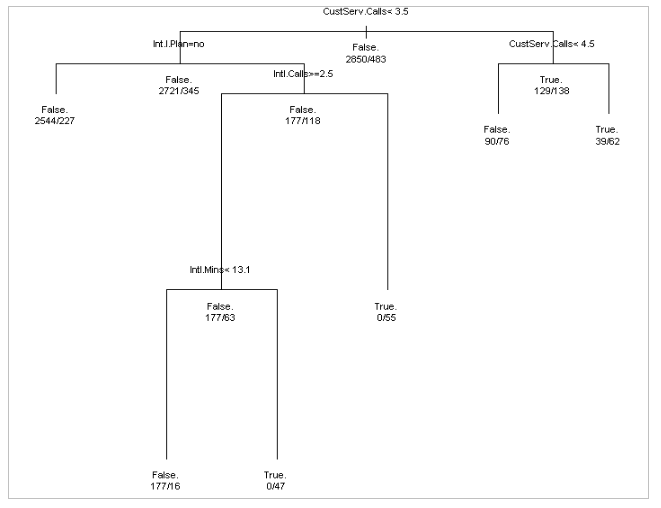 CustServ.Calls< 3.5
Int.l.Plan=no
False.
2850/483
CustServ.Calls< 4.5
Intl.Calls>=2.5
False.
2721/345
True.
129/138
False.
2544/227
False.
177/118
False.
90/76
True.
39/62
Intl.Mins< 13.1
False.
177/63
True.
0/55
False.
177/16
True.
0/47